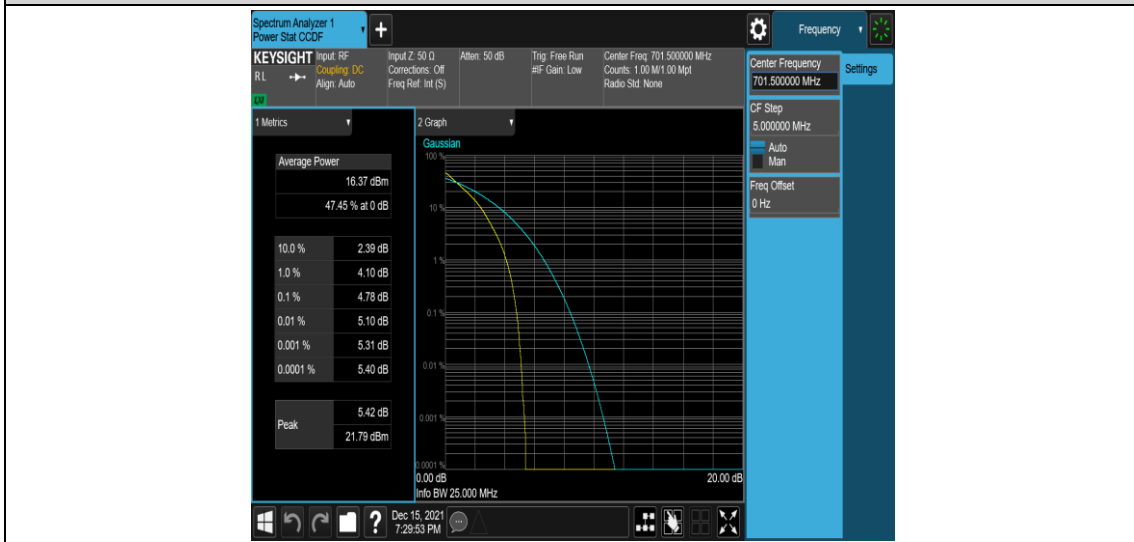 Spectrum Analyzer 1
Power Stat CCDF
+
Frequency
KEYSIGHT
RL
Input: RF
Coupling: DC
Align: Auto
Input Z: 50 Ω
Corrections: Off
Freq Ref: Int (S)
Atten: 50 dB
Trig: Free Run
#IF Gain: Low
Center Freq: 701.500000 MHz
Counts: 1.00 M/1.00 Mpt
Radio Std: None
Center Frequency
701.500000 MHz
Settings
CF Step
5.000000 MHz
Auto
Man
Freq Offset
0 Hz
1 Metrics
Average Power
16.37 dBm
47.45 % at 0 dB
10.0 % 2.39 dB
1.0 % 4.10 dB
0.1 % 4.78 dB
0.01 % 5.10 dB
0.001 % 5.31 dB
0.0001 % 5.40 dB
Peak
5.42 dB
21.79 dBm
2 Graph
Gaussian
100 %
10 %
1 %
0.1 %
0.01 %
0.001 %
0.0001 %
0.00 dB 20.00 dB
Info BW 25.000 MHz
?
Dec 15, 2021
7:29:53 PM